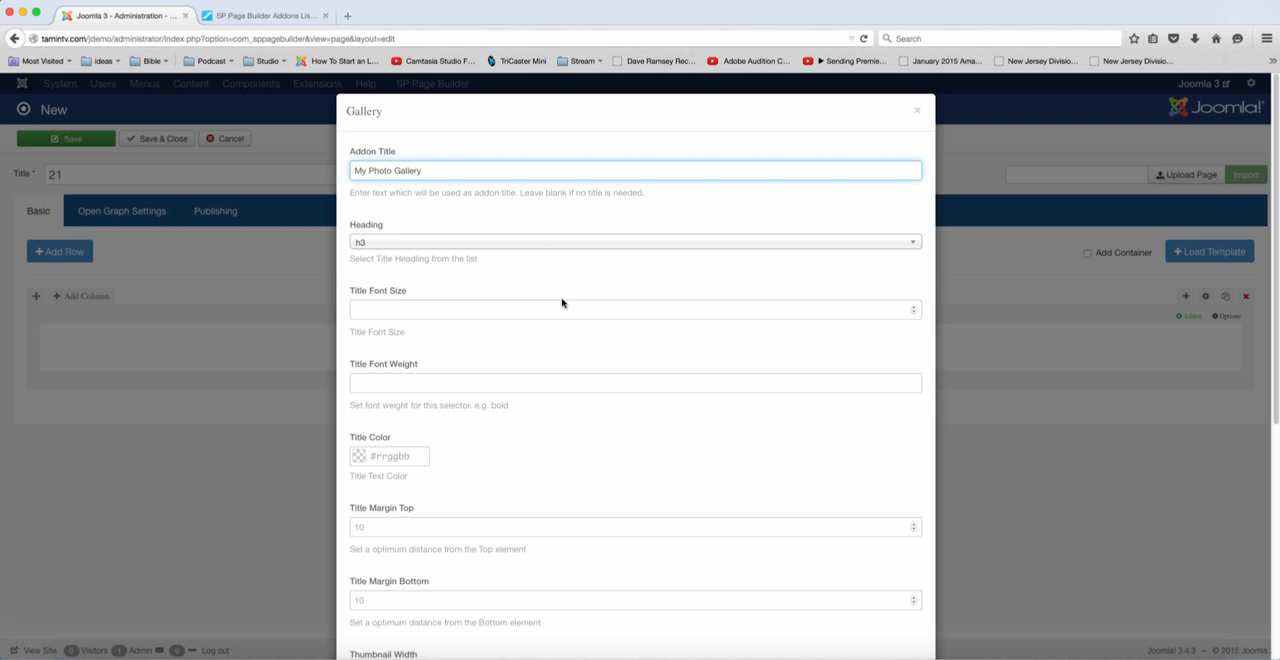 Joomla 3 - Administration - ...
SP Page Builder Addons Lis...
tamintv.com/jdemo/administrator/index.php?option=com_sppagebuilder&view=page&layout=edit
Search
Most Visited
Ideas
Bible
Podcast
Studio
How To Start an L...
Camtasia Studio F...
TriCaster Mini
Stream
Dave Ramsey Rec...
Adobe Audition C...
Sending Premie...
January 2015 Ama...
New Jersey Divisio...
New Jersey Divisio...
System
Users
Menus
Content
Components
Extensions
Help
SP Page Builder
Joomla 3
New
Joomla!
Save
Save & Close
Cancel
Title *
21
Upload Page
Import
Basic
Open Graph Settings
Publishing
+ Add Row
Add Container
+ Load Template
+ Add Column
Addon
Options
Gallery
×
Addon Title
My Photo Gallery
Enter text which will be used as addon title. Leave blank if no title is needed.
Heading
h3
Select Title Heading from the list
Title Font Size
Title Font Size
Title Font Weight
Set font weight for this selector. e.g. bold
Title Color
#rrggbb
Title Text Color
Title Margin Top
10
Set a optimum distance from the Top element
Title Margin Bottom
10
Set a optimum distance from the Bottom element
Thumbnail Width
View Site
0 Visitors
1 Admin
0
Log out
Joomla! 3.4.3 — © 2015 Joomla